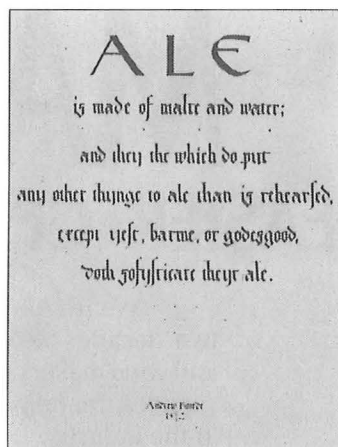 ALE
is made of malte and water;
and they the which do put
any other thynge to ale than is rehearsed,
except yest, barme, or godesgood,
doth sofysticate theyr ale.
Andrew Boorde